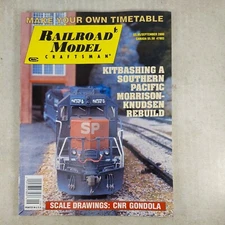 MAKE YOUR OWN TIMETABLE
RAILROAD MODEL
CRAFTSMAN
KITBASHING A
SOUTHERN
PACIFIC
MORRISON-
KNUDSEN
REBUILD
SP
SCALE DRAWINGS: CNR GONDOLA